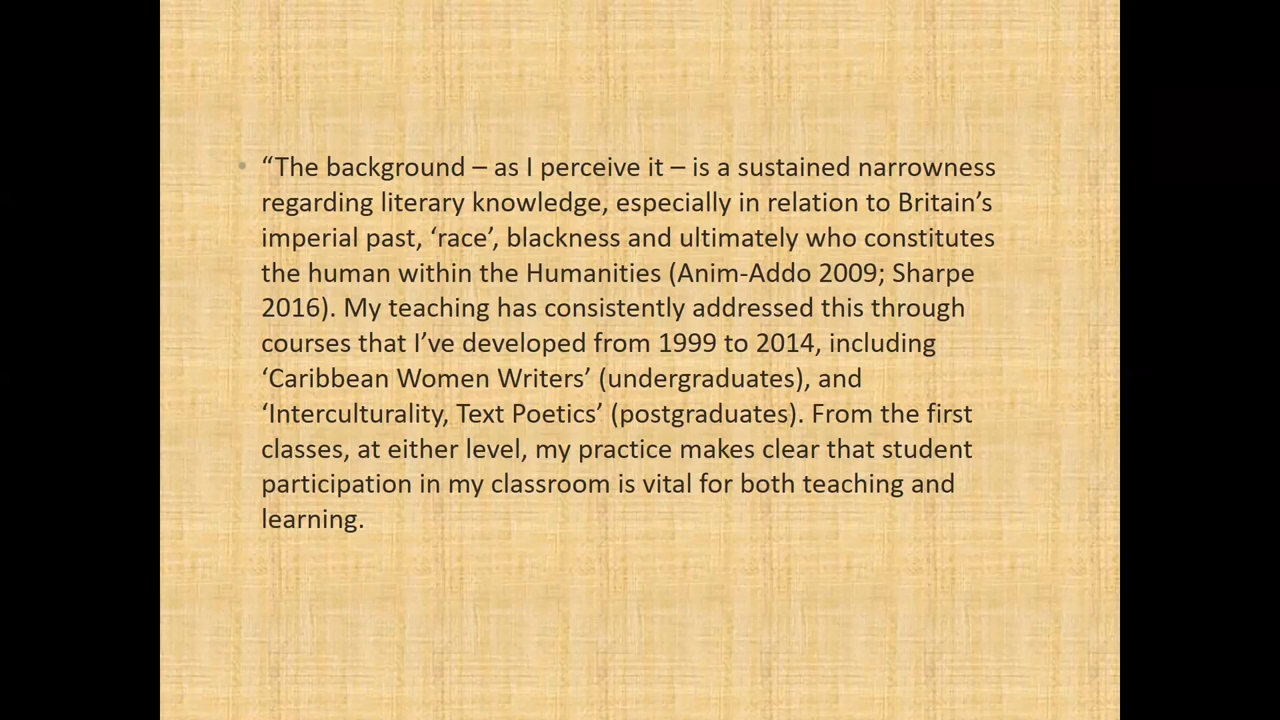 • “The background – as I perceive it – is a sustained narrowness
regarding literary knowledge, especially in relation to Britain’s
imperial past, ‘race’, blackness and ultimately who constitutes
the human within the Humanities (Anim-Addo 2009; Sharpe
2016). My teaching has consistently addressed this through
courses that I’ve developed from 1999 to 2014, including
‘Caribbean Women Writers’ (undergraduates), and
‘Interculturality, Text Poetics’ (postgraduates). From the first
classes, at either level, my practice makes clear that student
participation in my classroom is vital for both teaching and
learning.